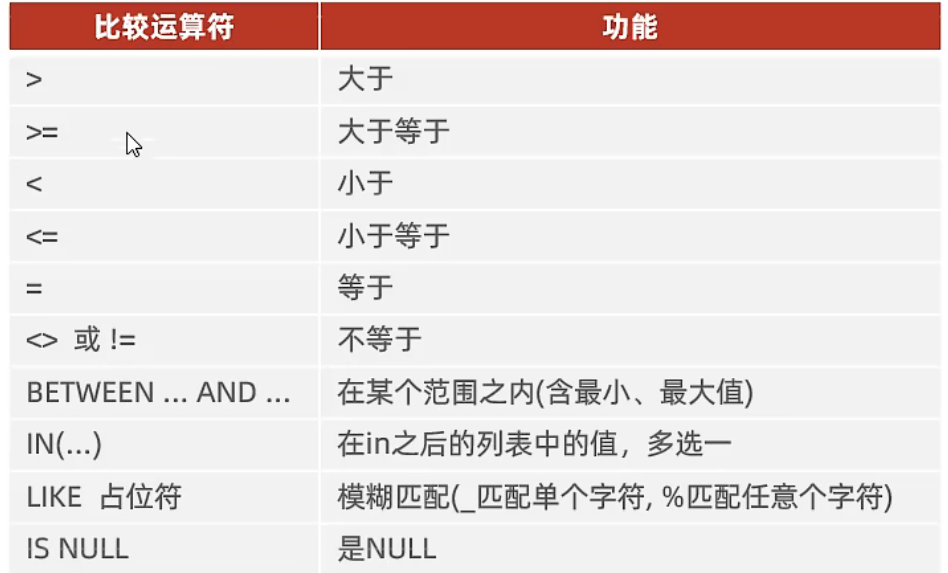 比较运算符 功能
> 大于
>= 大于等于
< 小于
<= 小于等于
= 等于
<> 或 != 不等于
BETWEEN ... AND ... 在某个范围之内(含最小、最大值)
IN(...) 在in之后的列表中的值，多选一
LIKE 占位符 模糊匹配(_匹配单个字符, %匹配任意个字符)
IS NULL 是NULL